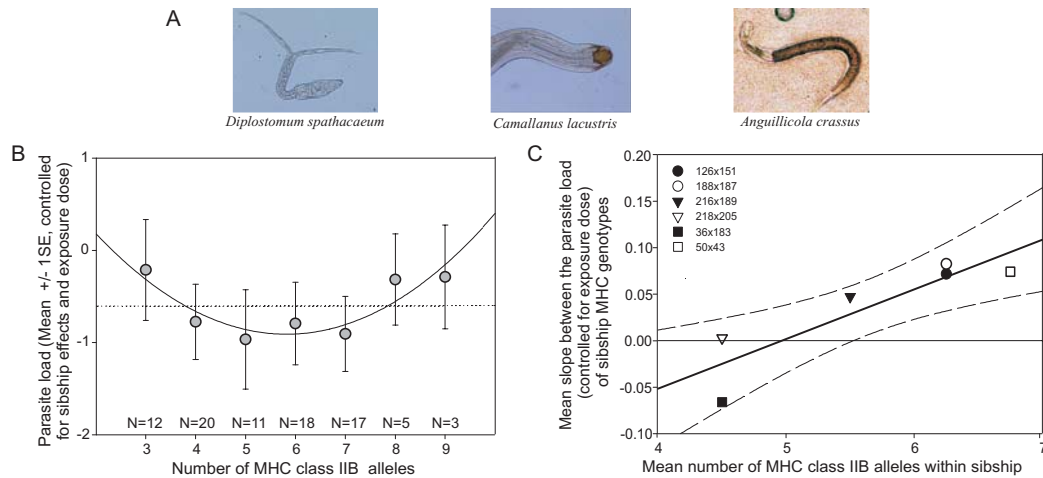 A
Diplostomum spathacaeum
Camallanus lacustris
Anguillicola crassus
B
Parasite load (Mean +/- 1SE, controlled
for sibship effects and exposure dose)
1
0
-1
-2
N=12 N=20 N=11 N=18 N=17 N=5 N=3
3 4 5 6 7 8 9
Number of MHC class IIB alleles
C
Mean slope between the parasite load
(controlled for exposure dose)
of sibship MHC genotypes
0.20
0.15
0.10
0.05
0.00
-0.05
-0.10
126x151
188x187
216x189
218x205
36x183
50x43
4 5 6 7
Mean number of MHC class IIB alleles within sibship